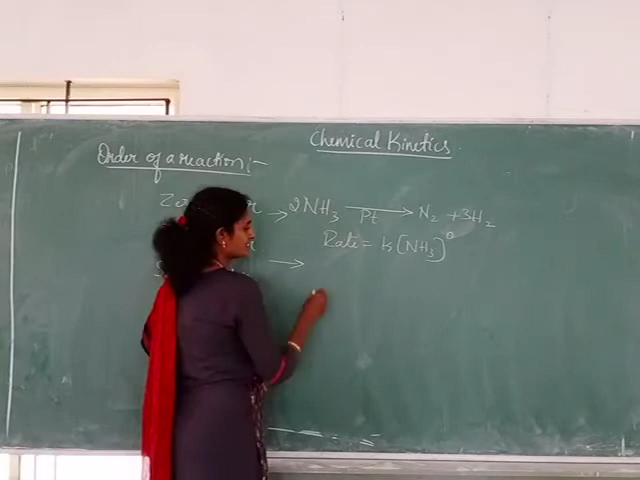 Chemical Kinetics
Order of a reaction:-
→ 2NH₃ →Pt N₂ + 3H₂
Rate = k[NH₃]⁰
→